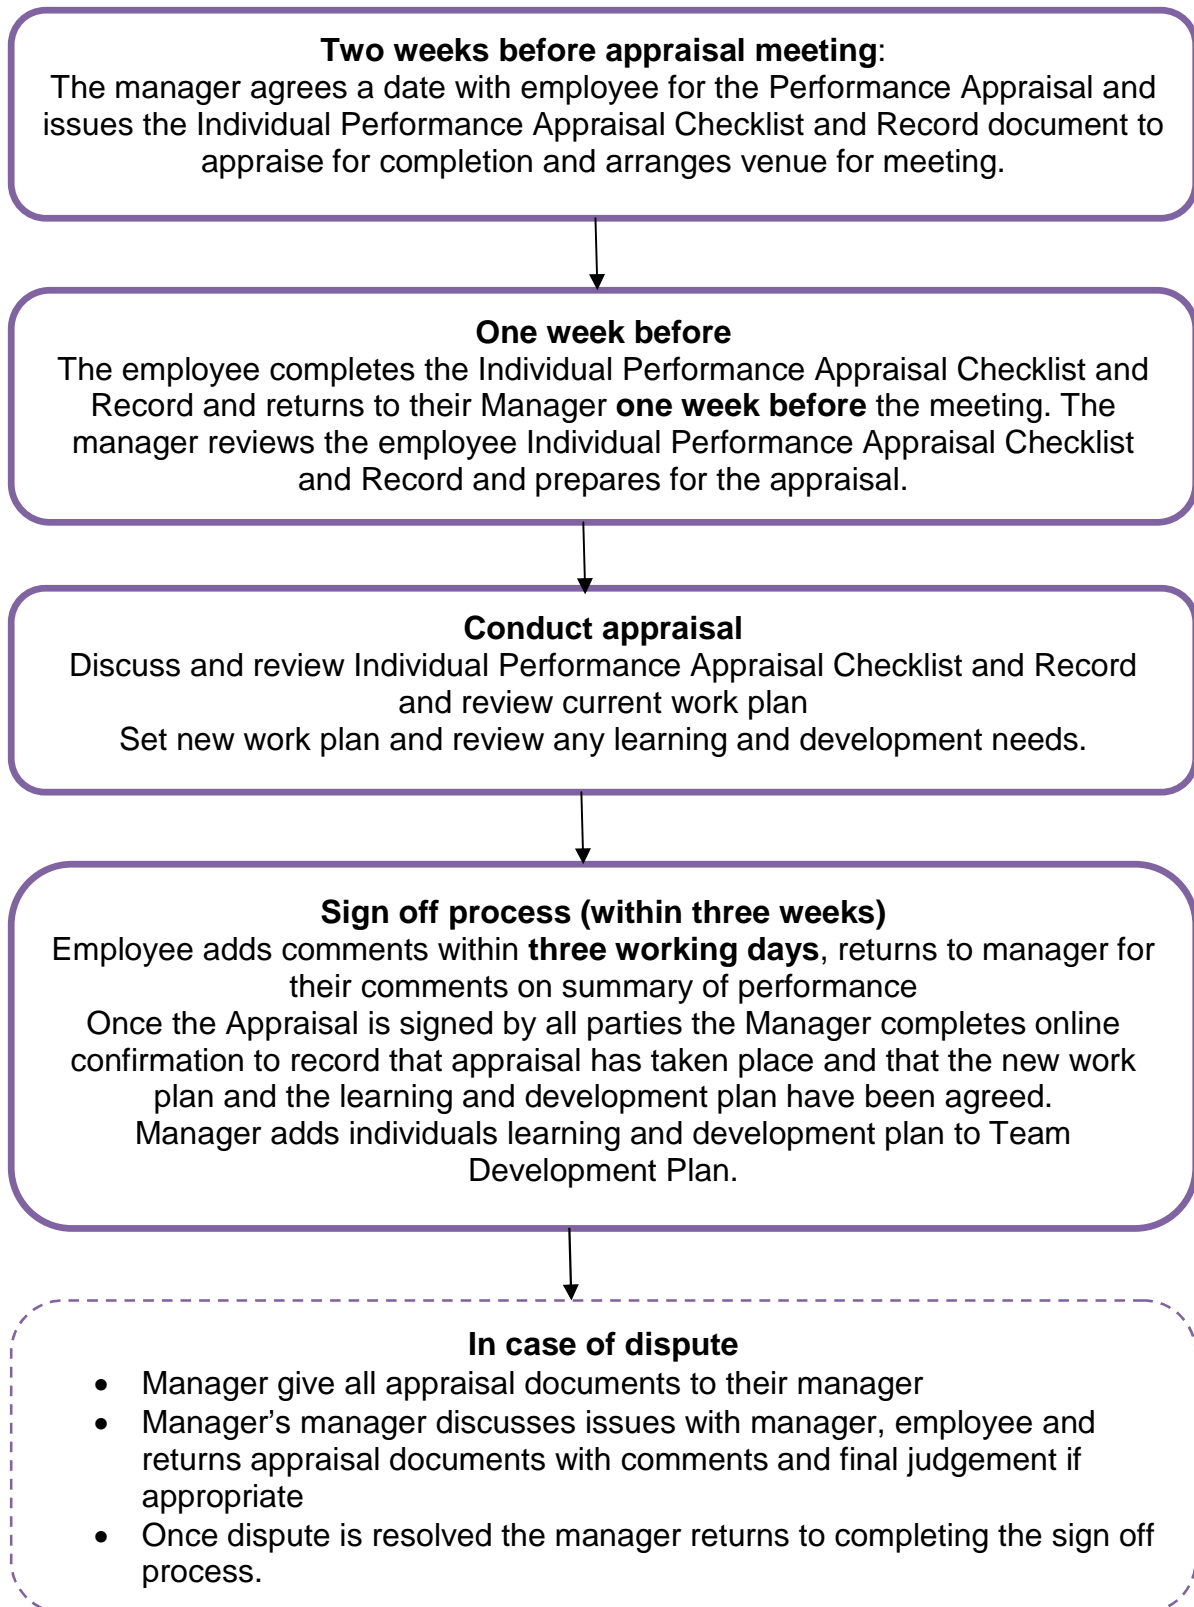 Two weeks before appraisal meeting:
The manager agrees a date with employee for the Performance Appraisal and
issues the Individual Performance Appraisal Checklist and Record document to
appraise for completion and arranges venue for meeting.
One week before
The employee completes the Individual Performance Appraisal Checklist and
Record and returns to their Manager one week before the meeting. The
manager reviews the employee Individual Performance Appraisal Checklist
and Record and prepares for the appraisal.
Conduct appraisal
Discuss and review Individual Performance Appraisal Checklist and Record
and review current work plan
Set new work plan and review any learning and development needs.
Sign off process (within three weeks)
Employee adds comments within three working days, returns to manager for
their comments on summary of performance
Once the Appraisal is signed by all parties the Manager completes online
confirmation to record that appraisal has taken place and that the new work
plan and the learning and development plan have been agreed.
Manager adds individuals learning and development plan to Team
Development Plan.
In case of dispute
• Manager give all appraisal documents to their manager
• Manager’s manager discusses issues with manager, employee and
returns appraisal documents with comments and final judgement if
appropriate
• Once dispute is resolved the manager returns to completing the sign off
process.